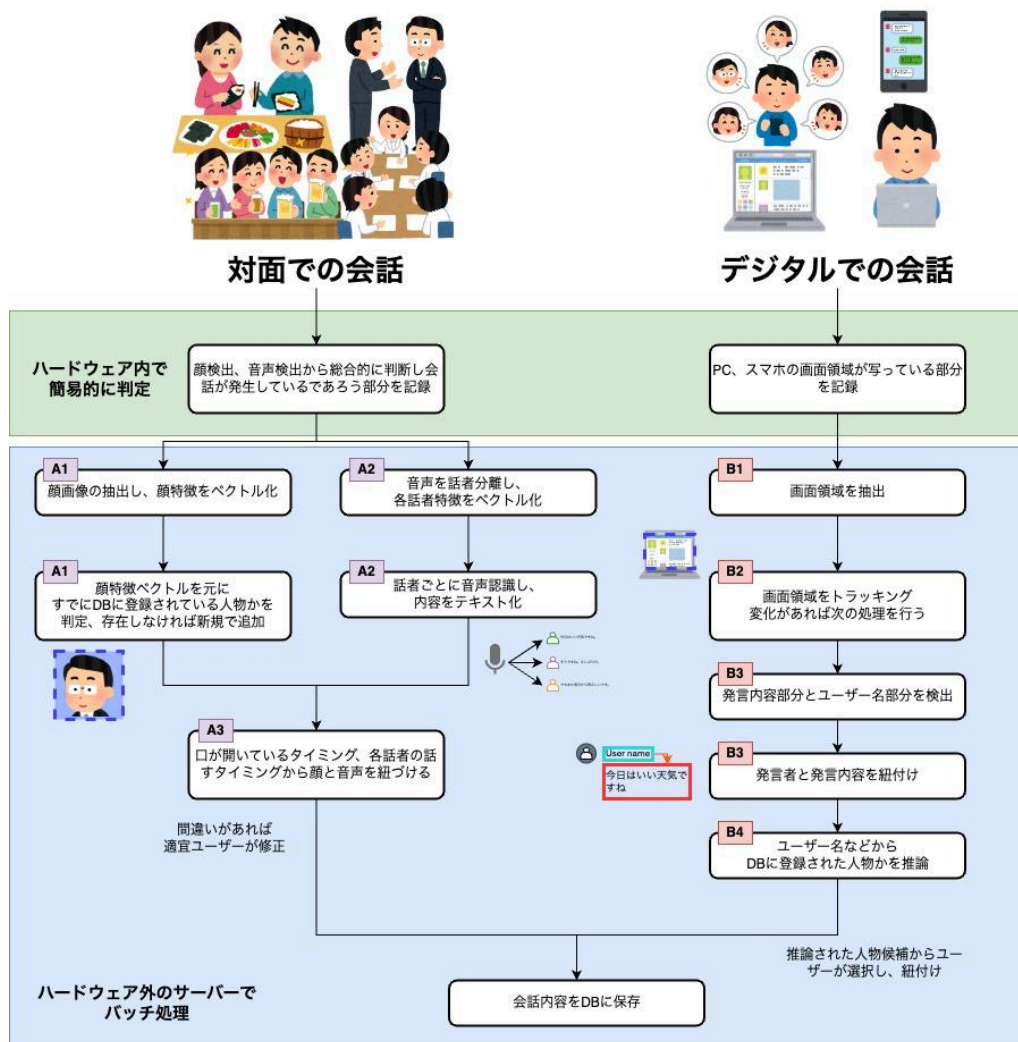 対面での会話
デジタルでの会話
ハードウェア内で
簡易的に判定
顔検出、音声検出から総合的に判断し会
話が発生しているであろう部分を記録
PC、スマホの画面領域が写っている部分
を記録
A1
顔画像の抽出し、顔特徴をベクトル化
A2
音声を話者分離し、
各話者特徴をベクトル化
B1
画面領域を抽出
A1
顔特徴ベクトルを元に
すでにDBに登録されている人物かを
判定、存在しなければ新規で追加
A2
話者ごとに音声認識し、
内容をテキスト化
B2
画面領域をトラッキング
変化があれば次の処理を行う
B3
発言内容部分とユーザー名部分を検出
A3
口が開いているタイミング、各話者の話
すタイミングから顔と音声を紐づける
User name
今日はいい天気で
すね
B3
発言者と発言内容を紐付け
間違いがあれば
適宜ユーザーが修正
B4
ユーザー名などから
DBに登録された人物かを推論
推論された人物候補からユー
ザーが選択し、紐付け
ハードウェア外のサーバーで
バッチ処理
会話内容をDBに保存